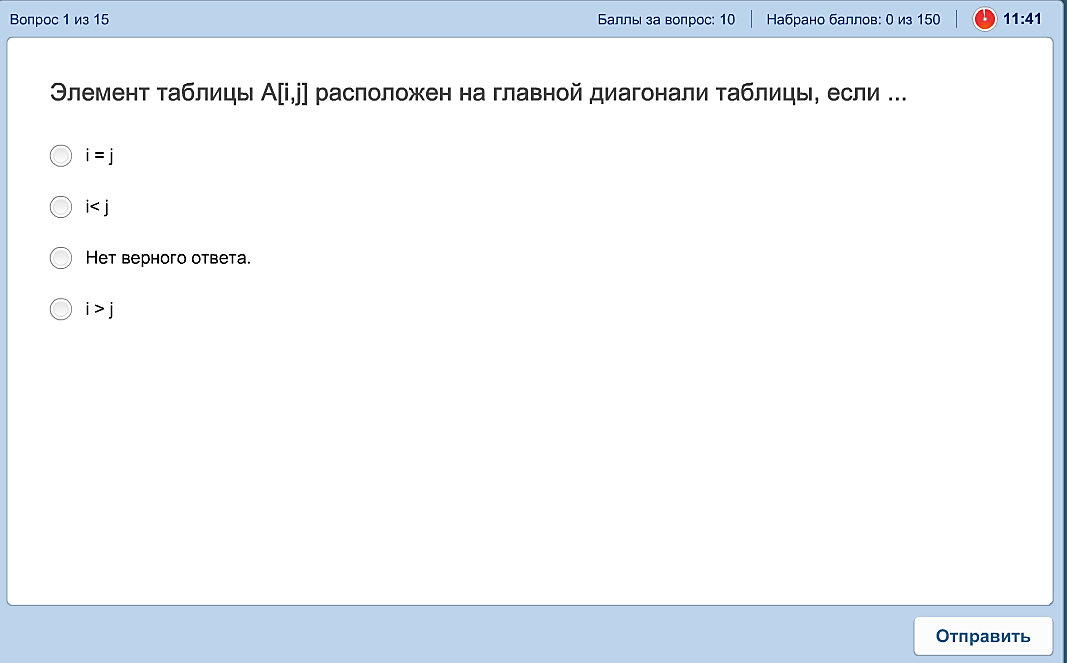 Вопрос 1 из 15
Баллы за вопрос: 10
Набрано баллов: 0 из 150
11:41
Элемент таблицы A[i,j] расположен на главной диагонали таблицы, если ...
i = j
i< j
Нет верного ответа.
i > j
Отправить